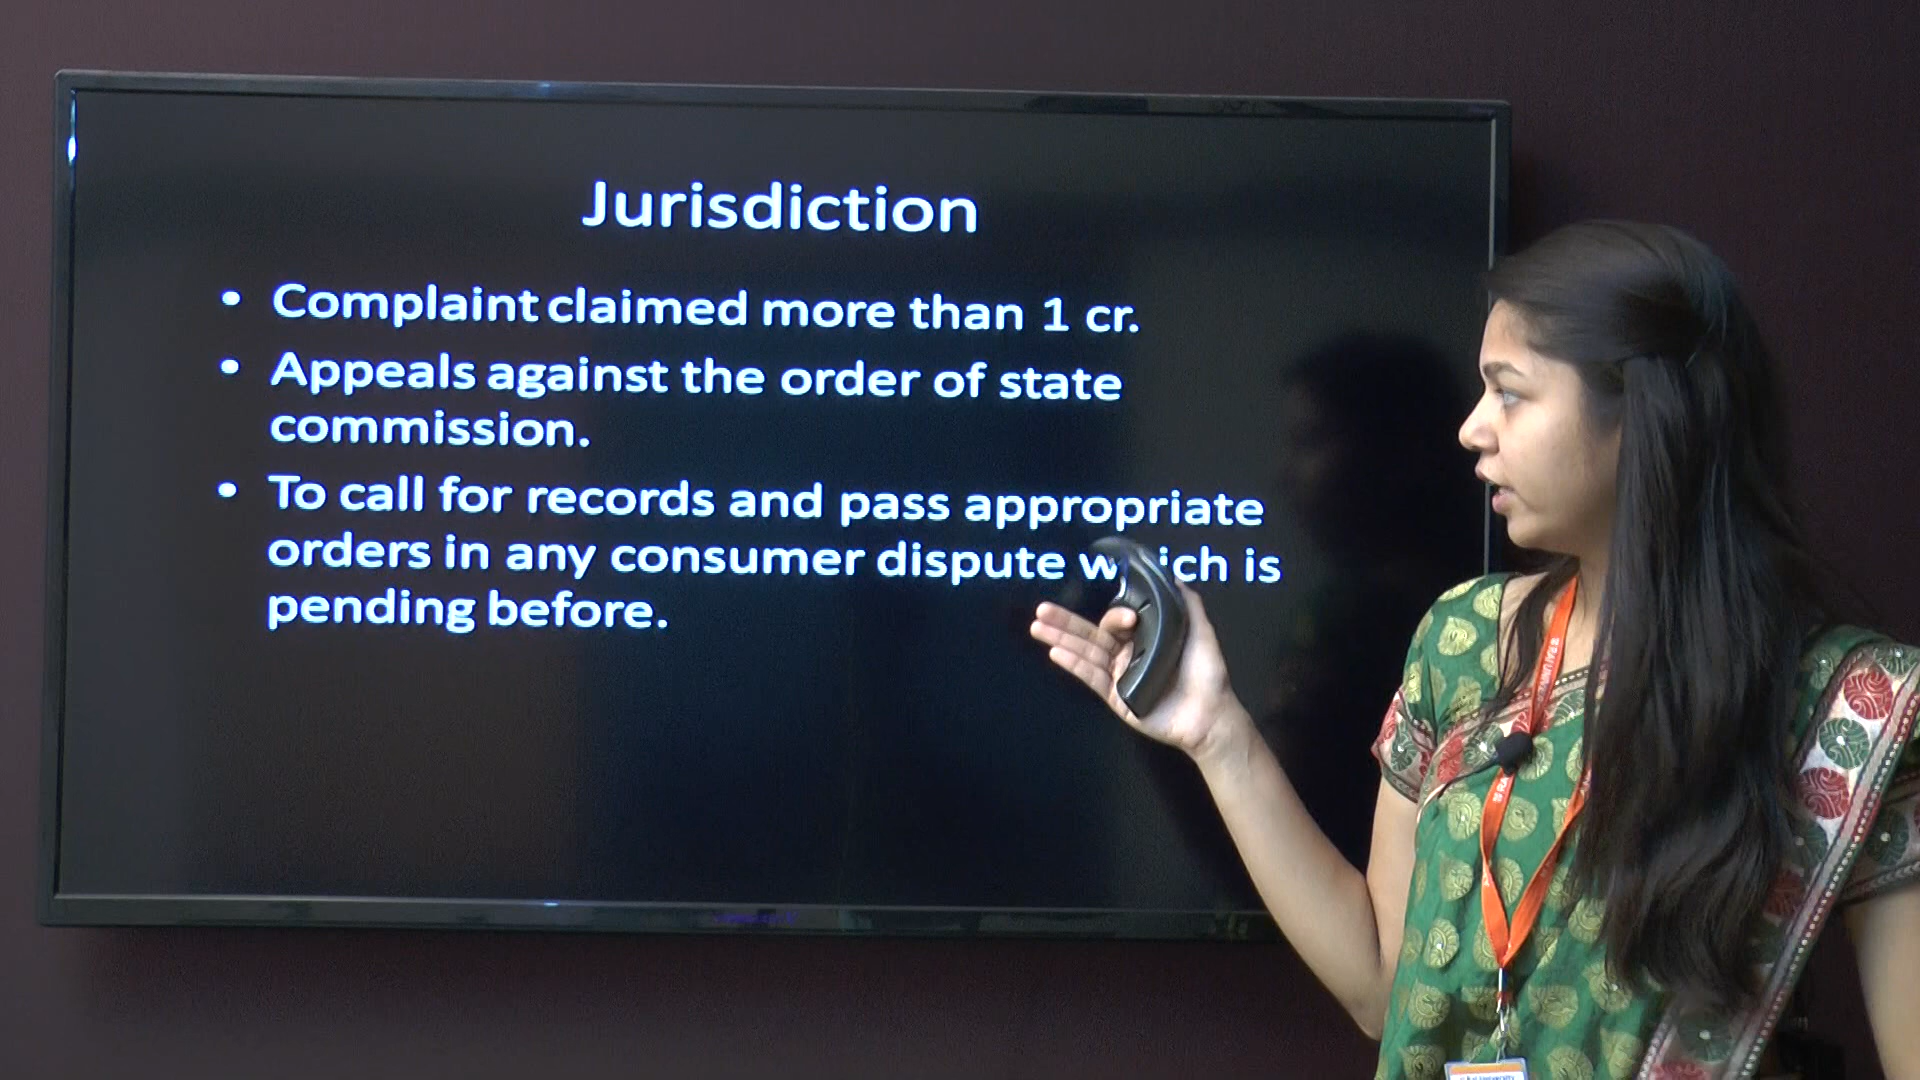 Jurisdiction
• Complaint claimed more than 1 cr.
• Appeals against the order of state
commission.
• To call for records and pass appropriate
orders in any consumer dispute which is
pending before.